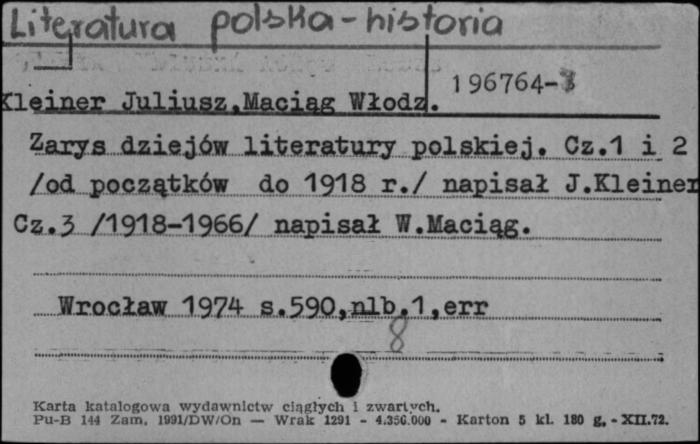 Literatura polska - historia
196764-3
Kleiner Juliusz,Maciąg Włodz.
Zarys dziejów literatury polskiej. Cz.1 i 2
/od początków do 1918 r./ napisał J.Kleiner
Cz.3 /1918-1966/ napisał W.Maciąg.
Wrocław 1974 s.590,nlb.1,err
8
Karta katalogowa wydawnictw ciągłych i zwartych.
Pu-B 144 Zam. 1991/DW/On — Wrak 1291 - 4.350.000 - Karton 5 kl. 180 g. - XII.72.